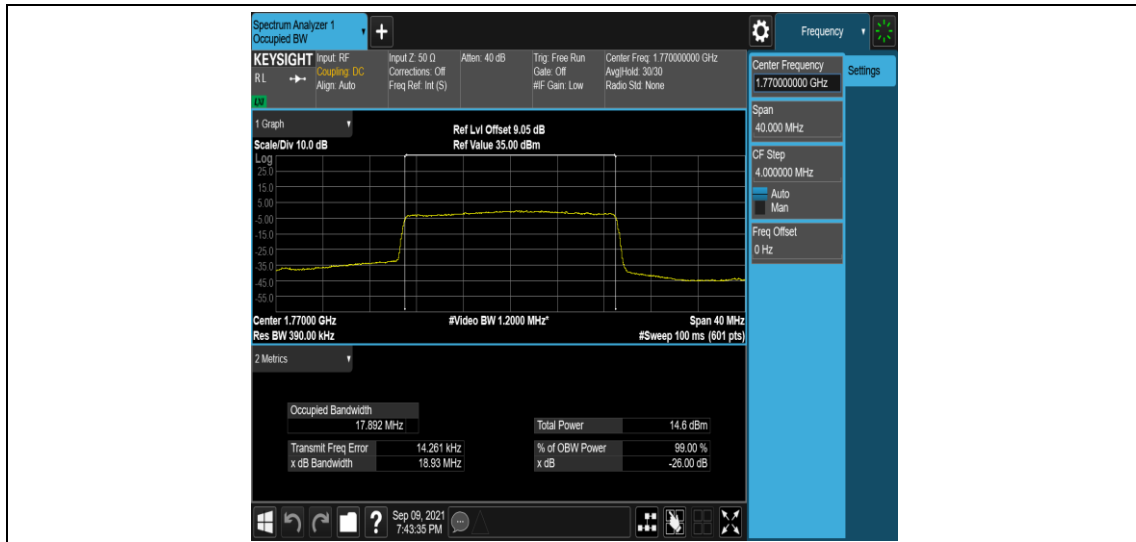 Spectrum Analyzer 1
Occupied BW
+
Frequency
KEYSIGHT
RL
LXI
Input: RF
Coupling: DC
Align: Auto
Input Z: 50 Ω
Corrections: Off
Freq Ref: Int (S)
Atten: 40 dB
Trig: Free Run
Gate: Off
#IF Gain: Low
Center Freq: 1.770000000 GHz
Avg|Hold: 30/30
Radio Std: None
Center Frequency
1.770000000 GHz
Settings
Span
40.000 MHz
CF Step
4.000000 MHz
Auto
Man
Freq Offset
0 Hz
1 Graph
Ref Lvl Offset 9.05 dB
Scale/Div 10.0 dB
Ref Value 35.00 dBm
Log
25.0
15.0
5.00
-5.00
-15.0
-25.0
-35.0
-45.0
-55.0
Center 1.77000 GHz
#Video BW 1.2000 MHz*
Span 40 MHz
Res BW 390.00 kHz
#Sweep 100 ms (601 pts)
2 Metrics
Occupied Bandwidth
17.892 MHz
Total Power 14.6 dBm
Transmit Freq Error 14.261 kHz
% of OBW Power 99.00 %
x dB Bandwidth 18.93 MHz
x dB -26.00 dB
?
Sep 09, 2021
7:43:35 PM